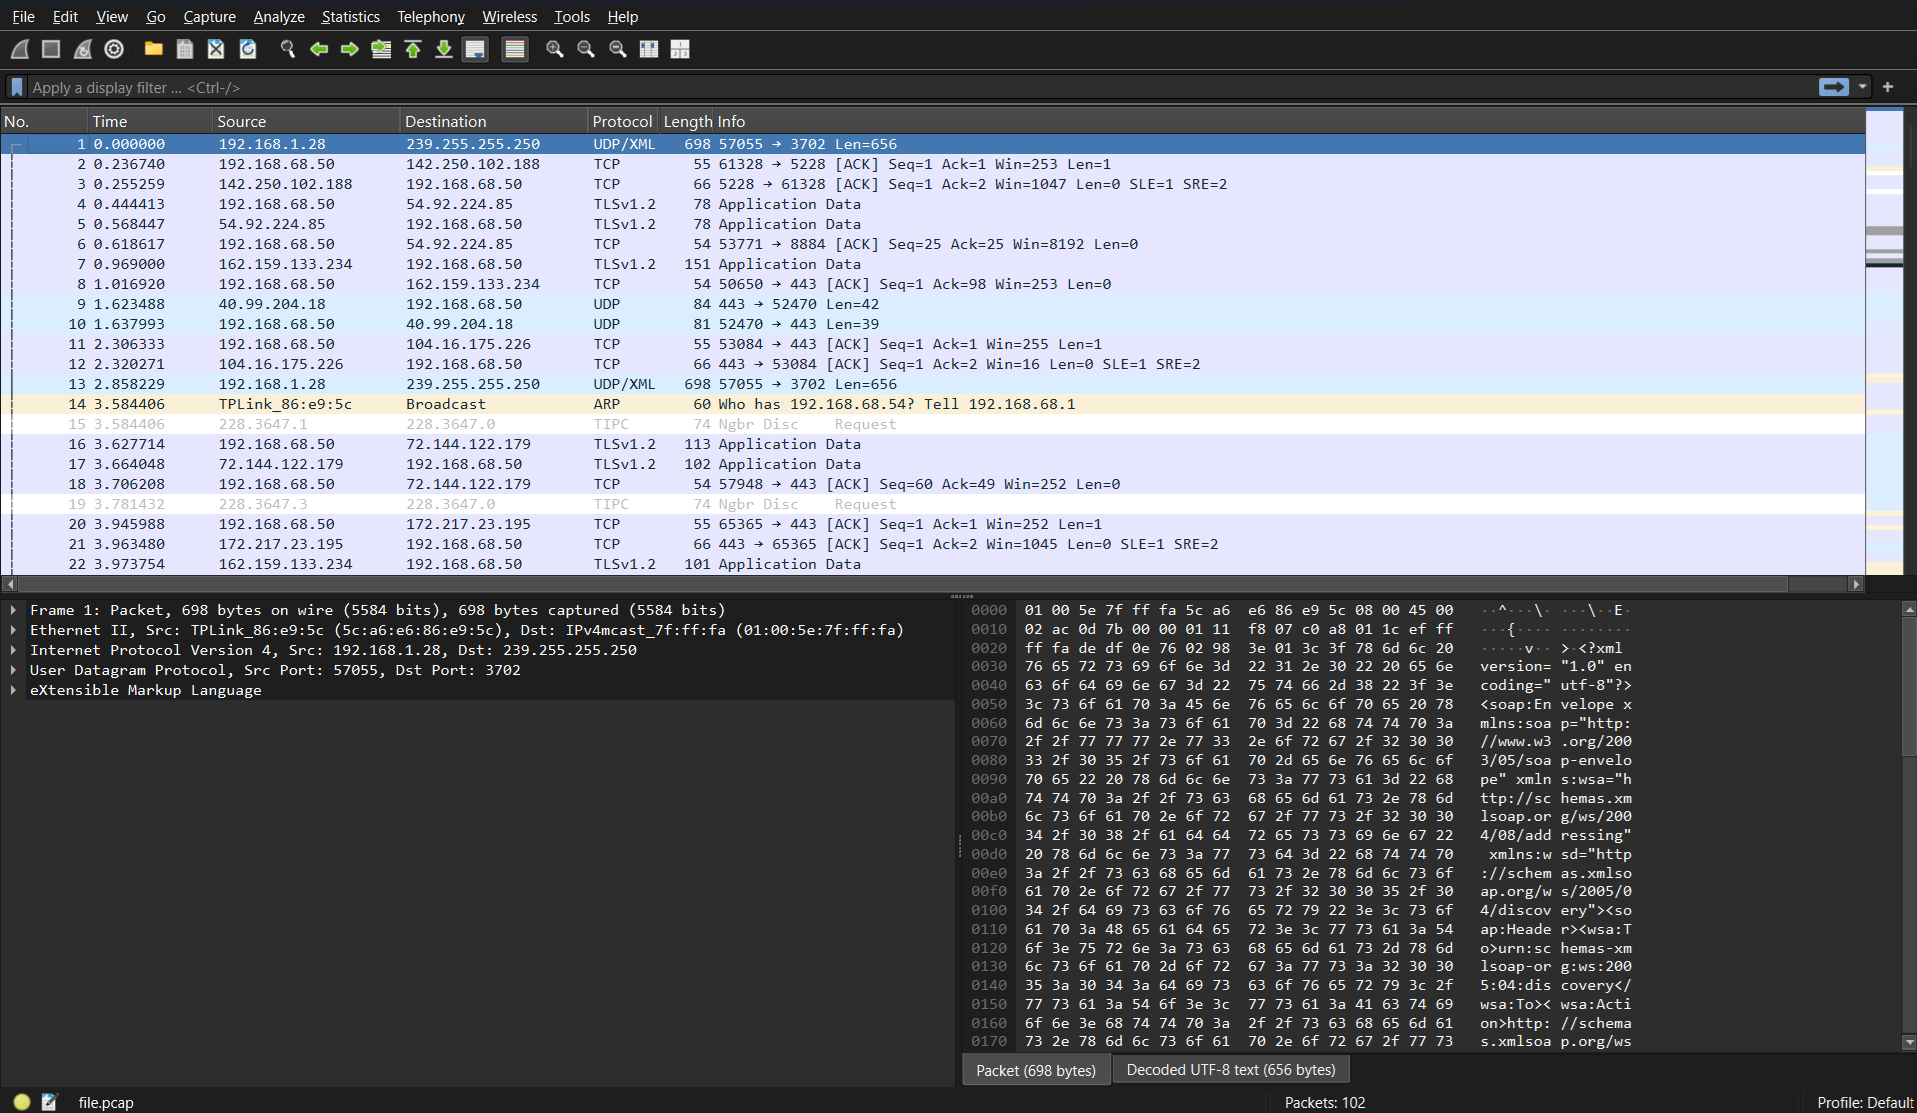 File Edit View Go Capture Analyze Statistics Telephony Wireless Tools Help
Apply a display filter ... <Ctrl-/>
No. Time Source Destination Protocol Length Info
1 0.000000 192.168.1.28 239.255.255.250 UDP/XML 698 57055 → 3702 Len=656
2 0.236740 192.168.68.50 142.250.102.188 TCP 55 61328 → 5228 [ACK] Seq=1 Ack=1 Win=253 Len=1
3 0.255259 142.250.102.188 192.168.68.50 TCP 66 5228 → 61328 [ACK] Seq=1 Ack=2 Win=1047 Len=0 SLE=1 SRE=2
4 0.444413 192.168.68.50 54.92.224.85 TLSv1.2 78 Application Data
5 0.568447 54.92.224.85 192.168.68.50 TLSv1.2 78 Application Data
6 0.618617 192.168.68.50 54.92.224.85 TCP 54 53771 → 8884 [ACK] Seq=25 Ack=25 Win=8192 Len=0
7 0.969000 162.159.133.234 192.168.68.50 TLSv1.2 151 Application Data
8 1.016920 192.168.68.50 162.159.133.234 TCP 54 50650 → 443 [ACK] Seq=1 Ack=98 Win=253 Len=0
9 1.623488 40.99.204.18 192.168.68.50 UDP 84 443 → 52470 Len=42
10 1.637993 192.168.68.50 40.99.204.18 UDP 81 52470 → 443 Len=39
11 2.306333 192.168.68.50 104.16.175.226 TCP 55 53084 → 443 [ACK] Seq=1 Ack=1 Win=255 Len=1
12 2.320271 104.16.175.226 192.168.68.50 TCP 66 443 → 53084 [ACK] Seq=1 Ack=2 Win=16 Len=0 SLE=1 SRE=2
13 2.858229 192.168.1.28 239.255.255.250 UDP/XML 698 57055 → 3702 Len=656
14 3.584406 TPLink_86:e9:5c Broadcast ARP 60 Who has 192.168.68.54? Tell 192.168.68.1
15 3.584406 228.3647.1 228.3647.0 TIPC 74 Ngbr Disc Request
16 3.627714 192.168.68.50 72.144.122.179 TLSv1.2 113 Application Data
17 3.664048 72.144.122.179 192.168.68.50 TLSv1.2 102 Application Data
18 3.706208 192.168.68.50 72.144.122.179 TCP 54 57948 → 443 [ACK] Seq=60 Ack=49 Win=252 Len=0
19 3.781432 228.3647.3 228.3647.0 TIPC 74 Ngbr Disc Request
20 3.945988 192.168.68.50 172.217.23.195 TCP 55 65365 → 443 [ACK] Seq=1 Ack=1 Win=252 Len=1
21 3.963480 172.217.23.195 192.168.68.50 TCP 66 443 → 65365 [ACK] Seq=1 Ack=2 Win=1045 Len=0 SLE=1 SRE=2
22 3.973754 162.159.133.234 192.168.68.50 TLSv1.2 101 Application Data
Frame 1: Packet, 698 bytes on wire (5584 bits), 698 bytes captured (5584 bits)
Ethernet II, Src: TPLink_86:e9:5c (5c:a6:e6:86:e9:5c), Dst: IPv4mcast_7f:ff:fa (01:00:5e:7f:ff:fa)
Internet Protocol Version 4, Src: 192.168.1.28, Dst: 239.255.255.250
User Datagram Protocol, Src Port: 57055, Dst Port: 3702
eXtensible Markup Language
0000 01 00 5e 7f ff fa 5c a6 e6 86 e9 5c 08 00 45 00 ··^···\· ···\··E·
0010 02 ac 0d 7b 00 00 01 11 f8 07 c0 a8 01 1c ef ff ···{···· ········
0020 ff fa de df 0e 76 02 98 3e 01 3c 3f 78 6d 6c 20 ·····v·· >·<?xml
0030 76 65 72 73 69 6f 6e 3d 22 31 2e 30 22 20 65 6e version= "1.0" en
0040 63 6f 64 69 6e 67 3d 22 75 74 66 2d 38 22 3f 3e coding=" utf-8"?>
0050 3c 73 6f 61 70 3a 45 6e 76 65 6c 6f 70 65 20 78 <soap:En velope x
0060 6d 6c 6e 73 3a 73 6f 61 70 3d 22 68 74 74 70 3a mlns:soa p="http:
0070 2f 2f 77 77 77 2e 77 33 2e 6f 72 67 2f 32 30 30 //www.w3 .org/200
0080 33 2f 30 35 2f 73 6f 61 70 2d 65 6e 76 65 6c 6f 3/05/soa p-envelo
0090 70 65 22 20 78 6d 6c 6e 73 3a 77 73 61 3d 22 68 pe" xmln s:wsa="h
00a0 74 74 70 3a 2f 2f 73 63 68 65 6d 61 73 2e 78 6d ttp://sc hemas.xm
00b0 6c 73 6f 61 70 2e 6f 72 67 2f 77 73 2f 32 30 30 lsoap.or g/ws/200
00c0 34 2f 30 38 2f 61 64 64 72 65 73 73 69 6e 67 22 4/08/add ressing"
00d0 20 78 6d 6c 6e 73 3a 77 73 64 3d 22 68 74 74 70 xmlns:w sd="http
00e0 3a 2f 2f 73 63 68 65 6d 61 73 2e 78 6d 6c 73 6f ://schem as.xmlso
00f0 61 70 2e 6f 72 67 2f 77 73 2f 32 30 30 35 2f 30 ap.org/w s/2005/0
0100 34 2f 64 69 73 63 6f 76 65 72 79 22 3e 3c 73 6f 4/discov ery"><so
0110 61 70 3a 48 65 61 64 65 72 3e 3c 77 73 61 3a 54 ap:Heade r><wsa:T
0120 6f 3e 75 72 6e 3a 73 63 68 65 6d 61 73 2d 78 6d o>urn:sc hemas-xm
0130 6c 73 6f 61 70 2d 6f 72 67 3a 77 73 3a 32 30 30 lsoap-or g:ws:200
0140 35 3a 30 34 3a 64 69 73 63 6f 76 65 72 79 3c 2f 5:04:dis covery</
0150 77 73 61 3a 54 6f 3e 3c 77 73 61 3a 41 63 74 69 wsa:To>< wsa:Acti
0160 6f 6e 3e 68 74 74 70 3a 2f 2f 73 63 68 65 6d 61 on>http: //schema
0170 73 2e 78 6d 6c 73 6f 61 70 2e 6f 72 67 2f 77 73 s.xmlsoa p.org/ws
Packet (698 bytes) Decoded UTF-8 text (656 bytes)
file.pcap Packets: 102 Profile: Default